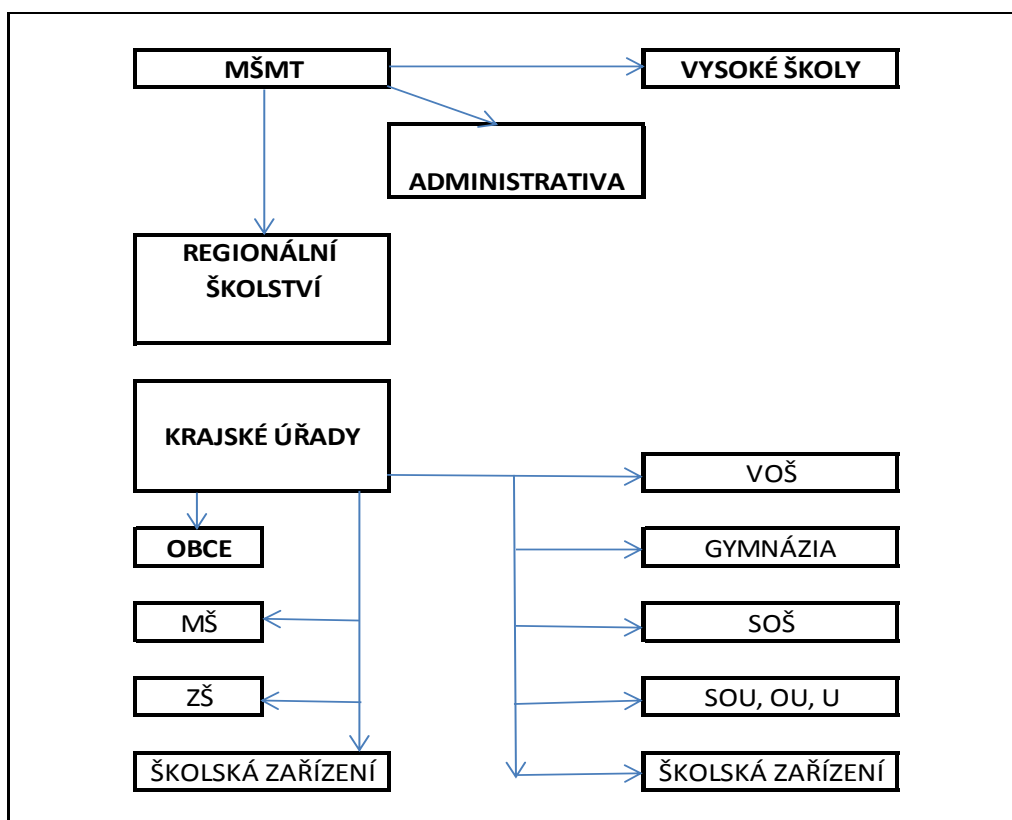 MŠMT
VYSOKÉ ŠKOLY
ADMINISTRATIVA
REGIONÁLNÍ
ŠKOLSTVÍ
KRAJSKÉ ÚŘADY
VOŠ
OBCE
GYMNÁZIA
MŠ
SOŠ
ZŠ
SOU, OU, U
ŠKOLSKÁ ZAŘÍZENÍ
ŠKOLSKÁ ZAŘÍZENÍ